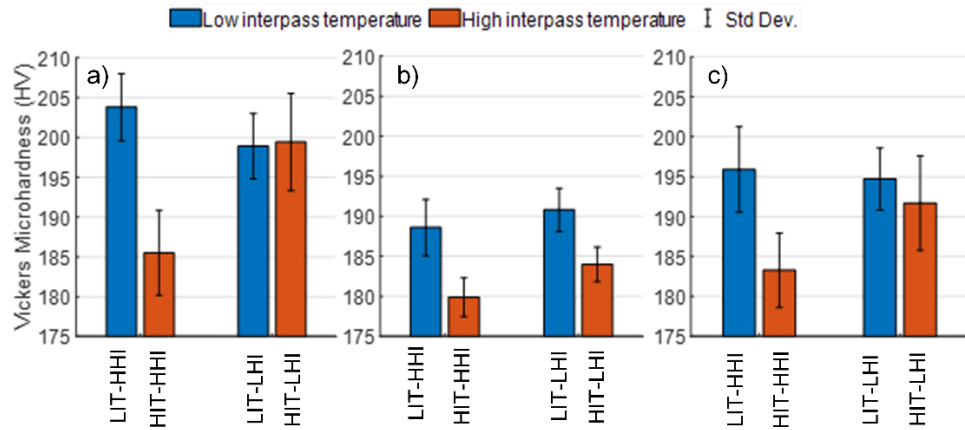 Low interpass temperature High interpass temperature Std Dev.
Vickers Microhardness (HV)
a)
210
205
200
195
190
185
180
175
LIT-HHI
HIT-HHI
LIT-LHI
HIT-LHI
b)
210
205
200
195
190
185
180
175
LIT-HHI
HIT-HHI
LIT-LHI
HIT-LHI
c)
210
205
200
195
190
185
180
175
LIT-HHI
HIT-HHI
LIT-LHI
HIT-LHI